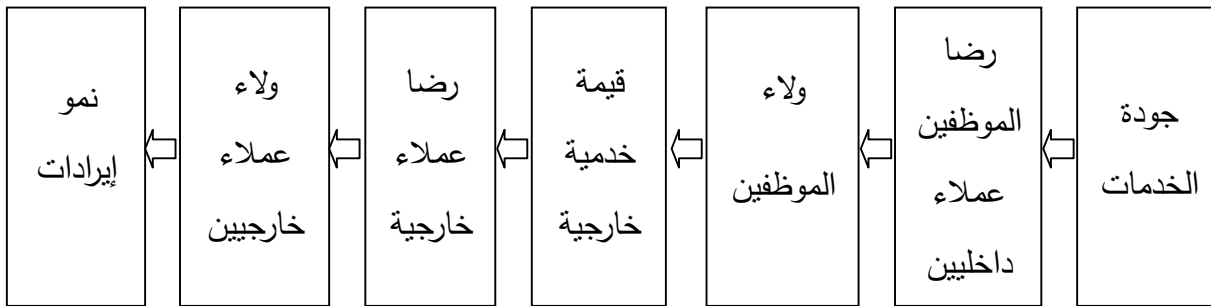 جودة
الخدمات
رضا
الموظفين
عملاء
داخليين
ولاء
الموظفين
قيمة
خدمية
خارجية
رضا
عملاء
خارجية
ولاء
عملاء
خارجيين
نمو
إيرادات